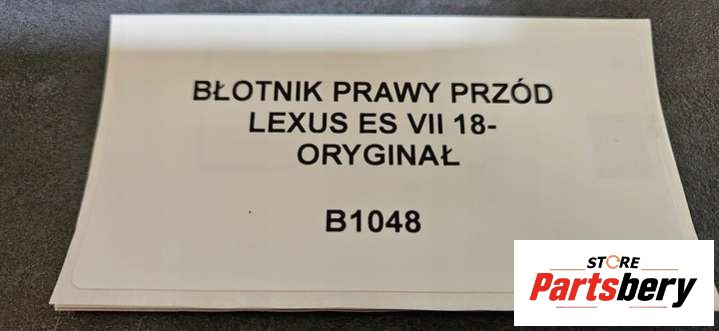 BŁOTNIK PRAWY PRZÓD
LEXUS ES VII 18-
ORYGINAŁ
B1048
STORE
Partsbery